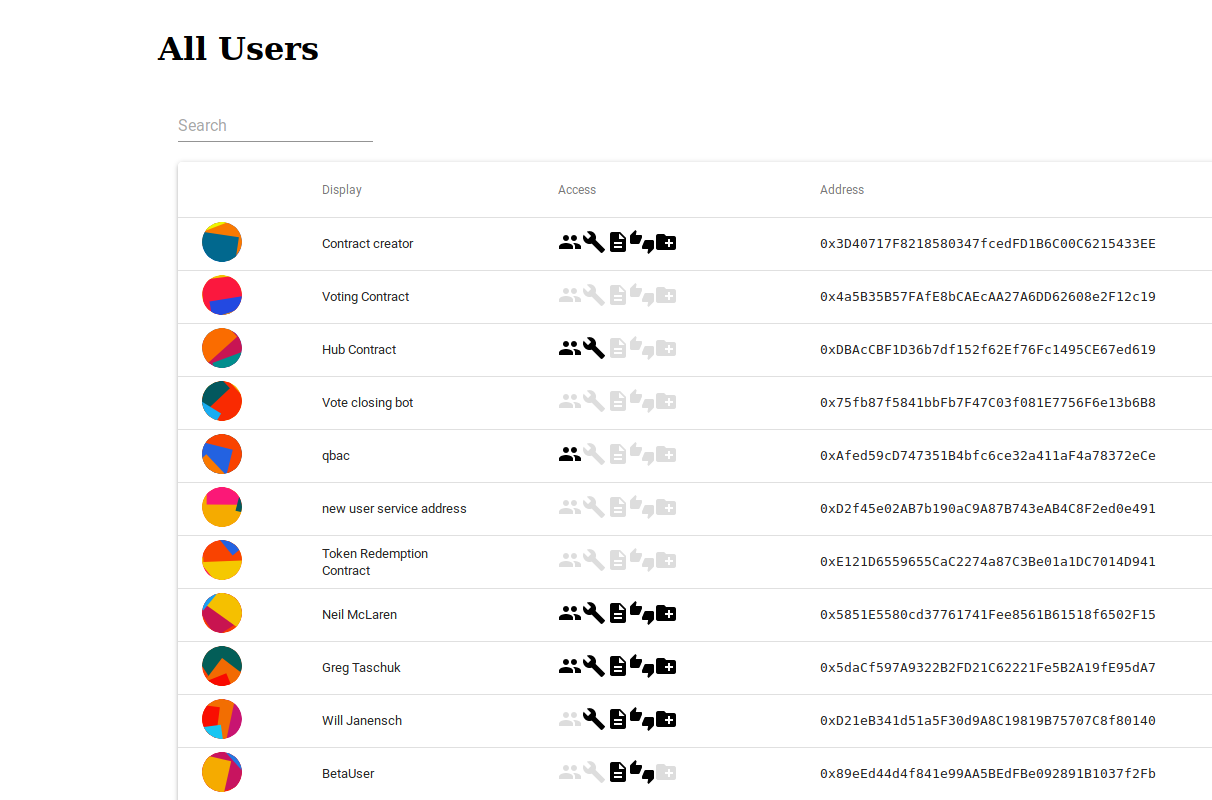 All Users
Search
Display Access Address
Contract creator 0x3D40717F8218580347fcedFD1B6C00C6215433EE
Voting Contract 0x4a5B35B57FAfE8bCAEcAA27A6DD62608e2F12c19
Hub Contract 0xDBAcCBF1D36b7df152f62Ef76Fc1495CE67ed619
Vote closing bot 0x75fb87f5841bbFb7F47C03f081E7756F6e13b6B8
qbac 0xAfed59cD747351B4bfc6ce32a411aF4a78372eCe
new user service address 0xD2f45e02AB7b190aC9A87B743eAB4C8F2ed0e491
Token Redemption
Contract 0xE121D6559655CaC2274a87C3Be01a1DC7014D941
Neil McLaren 0x5851E5580cd37761741Fee8561B61518f6502F15
Greg Taschuk 0x5daCf597A9322B2FD21C62221Fe5B2A19fE95dA7
Will Janensch 0xD21eB341d51a5F30d9A8C19819B75707C8f80140
BetaUser 0x89eEd44d4f841e99AA5BEdFBe092891B1037f2Fb